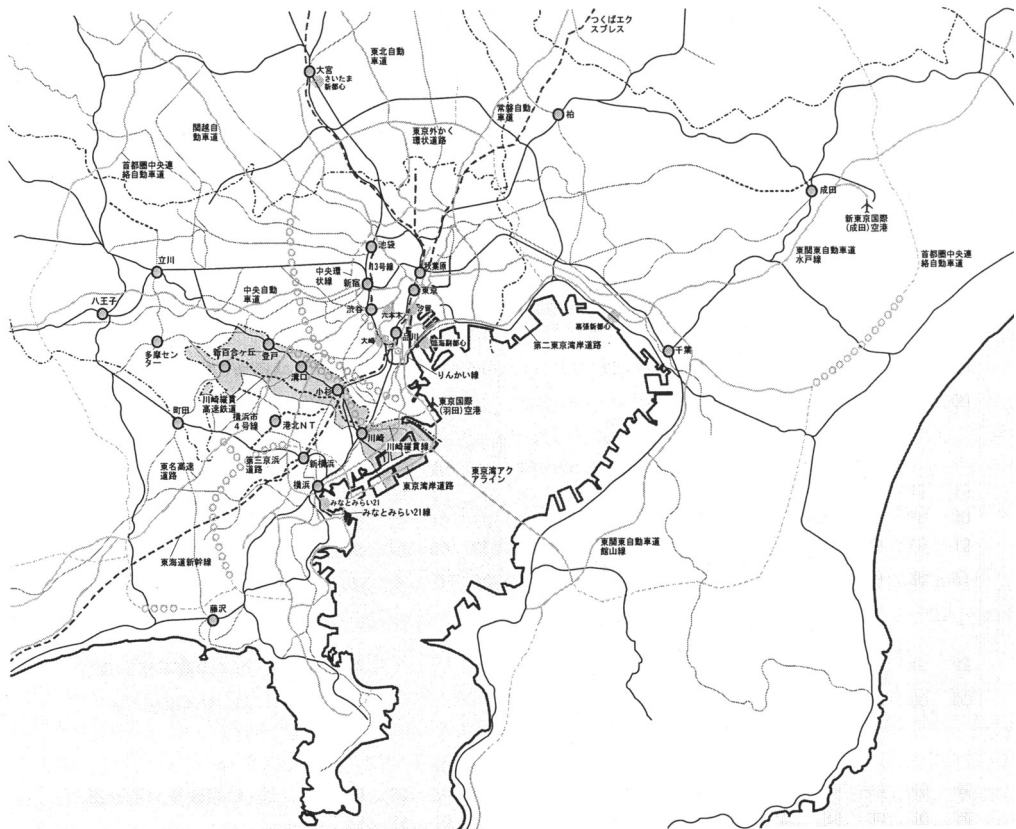 つくばエク
スプレス
東北自動
車道
大宮
さいたま
新都心
常磐自動
車道
柏
関越自
動車道
東京外かく
環状道路
首都圏中央連
絡自動車道
成田
新東京国際
(成田)空港
池袋
東関東自動車道
水戸線
首都圏中央連
絡自動車道
立川
中央環
状線
13号線
新宿
秋葉原
東京
中央自動
車道
八王子
渋谷
六本木
汐留
大崎
品川
臨海副都心
幕張新都心
第二東京湾岸道路
千葉
多摩セン
ター
新百合ヶ丘
登戸
溝口
りんかい線
小杉
川崎縦貫
高速鉄道
東京国際
(羽田)空港
町田
横浜市
4号線
港北NT
川崎
川崎縦貫線
東名高速
道路
第三京浜
道路
新横浜
東京湾アク
アライン
横浜
東京湾岸道路
みなとみらい21
みなとみらい21線
東海道新幹線
東関東自動車道
館山線
藤沢